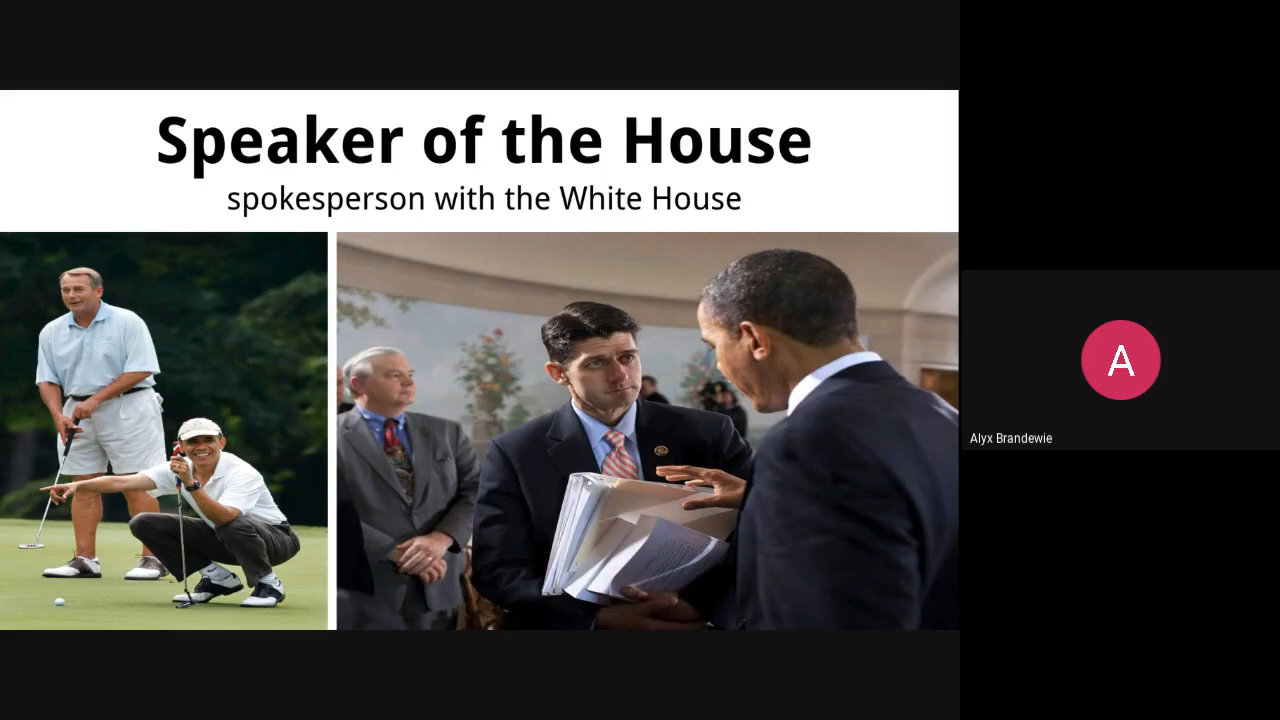 Speaker of the House
spokesperson with the White House
A
Alyx Brandewie